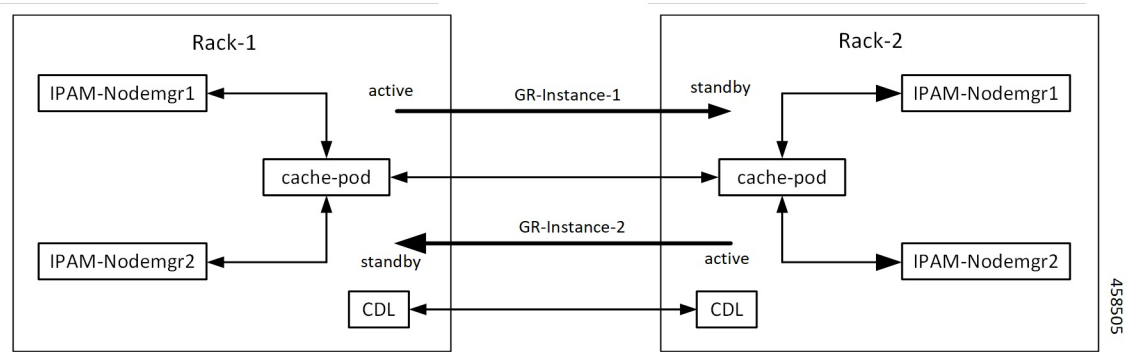 Rack-1
Rack-2
IPAM-Nodemgr1
active
GR-Instance-1
standby
IPAM-Nodemgr1
cache-pod
cache-pod
GR-Instance-2
IPAM-Nodemgr2
standby
active
IPAM-Nodemgr2
CDL
CDL
458505